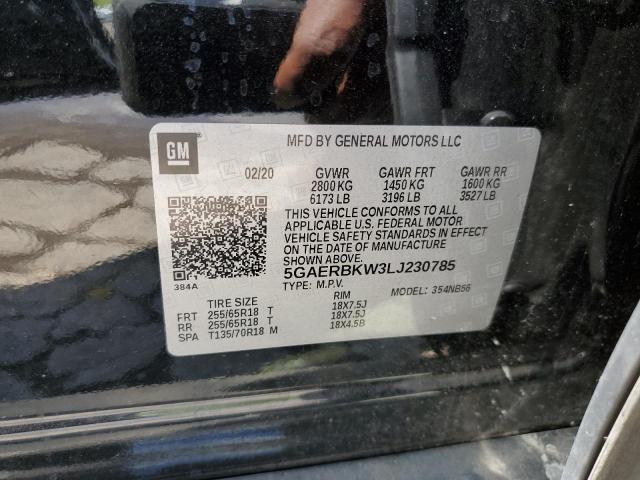 GM
MFD BY GENERAL MOTORS LLC
02/20 GVWR GAWR FRT GAWR RR
2800 KG 1450 KG 1600 KG
6173 LB 3196 LB 3527 LB
THIS VEHICLE CONFORMS TO ALL
APPLICABLE U.S. FEDERAL MOTOR
VEHICLE SAFETY STANDARDS IN EFFECT
ON THE DATE OF MANUFACTURE
SHOWN ABOVE.
5GAERBKW3LJ230785
384A TYPE: M.P.V. MODEL: 354NB56
TIRE SIZE RIM
FRT 255/65R18 T 18X7.5J
RR 255/65R18 T 18X7.5J
SPA T135/70R18 M 18X4.5B